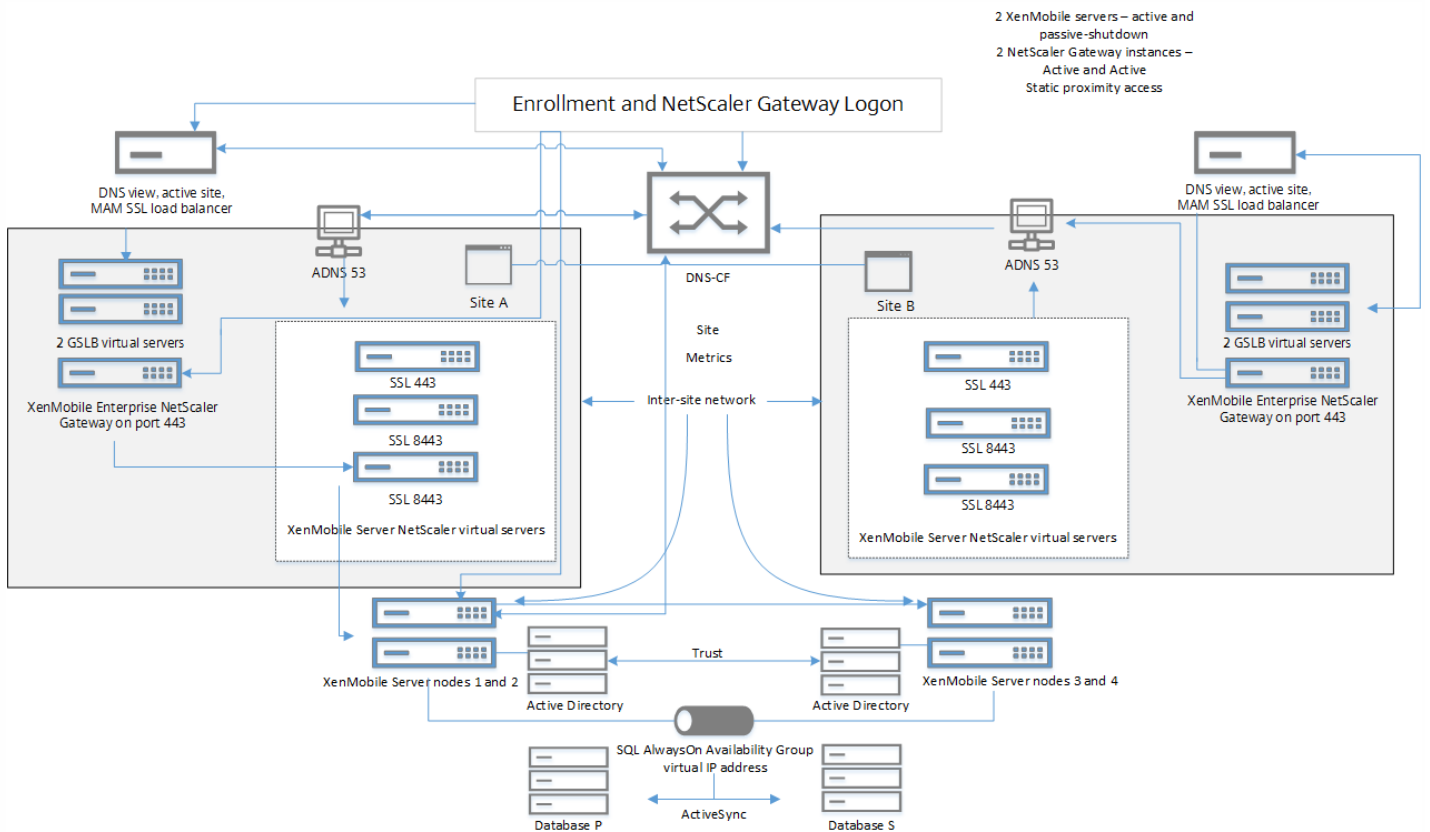 2 XenMobile servers – active and
passive-shutdown
2 NetScaler Gateway instances –
Active and Active
Static proximity access
Enrollment and NetScaler Gateway Logon
DNS view, active site,
MAM SSL load balancer
DNS view, active site,
MAM SSL load balancer
ADNS 53
DNS-CF
ADNS 53
Site A
Site B
2 GSLB virtual servers
Site
Metrics
2 GSLB virtual servers
XenMobile Enterprise NetScaler
Gateway on port 443
SSL 443
SSL 8443
SSL 8443
XenMobile Server NetScaler virtual servers
Inter-site network
SSL 443
SSL 8443
SSL 8443
XenMobile Server NetScaler virtual servers
XenMobile Enterprise NetScaler
Gateway on port 443
XenMobile Server nodes 1 and 2
Trust
XenMobile Server nodes 3 and 4
Active Directory
Active Directory
SQL AlwaysOn Availability Group
virtual IP address
ActiveSync
Database P
Database S